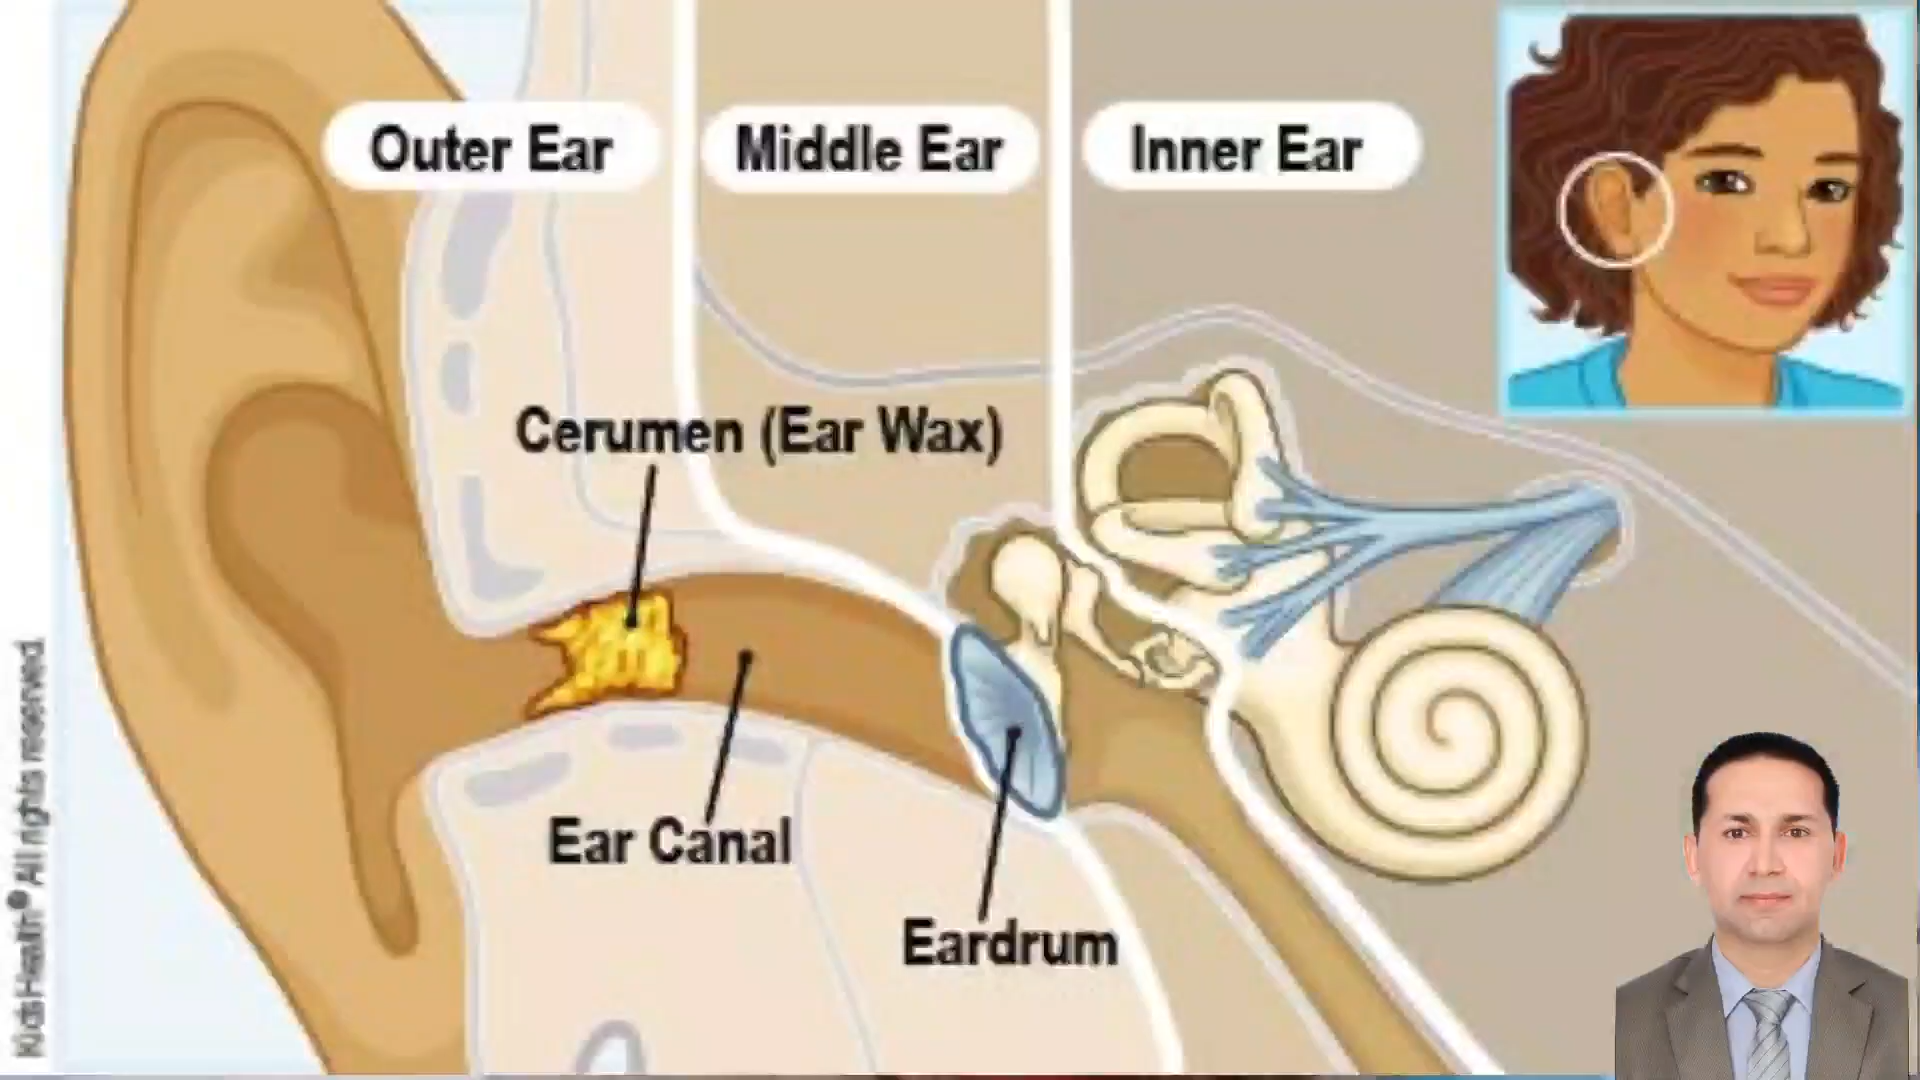 Outer Ear
Middle Ear
Inner Ear
Cerumen (Ear Wax)
Ear Canal
Eardrum
KidsHealth® All rights reserved.